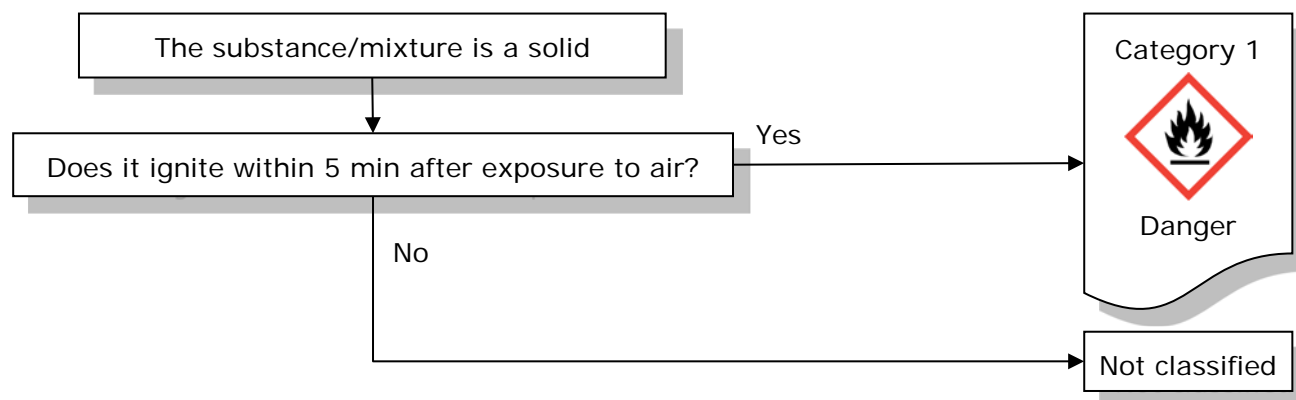 The substance/mixture is a solid
Does it ignite within 5 min after exposure to air?
Yes
Category 1
Danger
No
Not classified